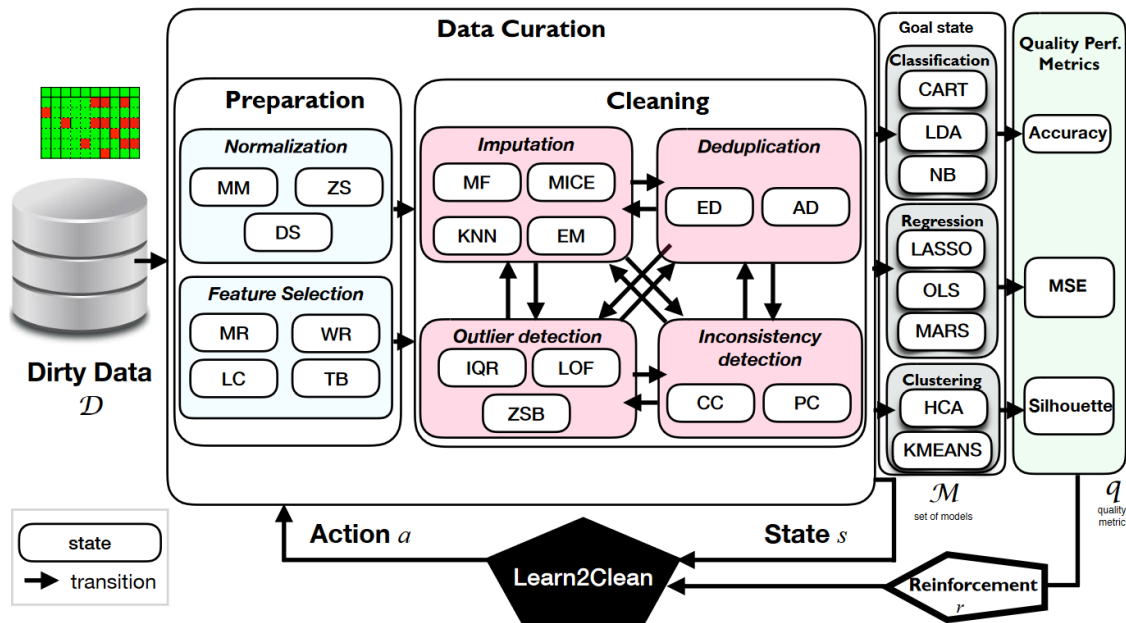 Data Curation
Goal state
Quality Perf.
Metrics
Preparation
Cleaning
Classification
CART
LDA
NB
Accuracy
Normalization
MM
ZS
DS
Imputation
MF
MICE
KNN
EM
Deduplication
ED
AD
Regression
LASSO
OLS
MARS
MSE
Feature Selection
MR
WR
LC
TB
Outlier detection
IQR
LOF
ZSB
Inconsistency
detection
CC
PC
Clustering
HCA
KMEANS
Silhouette
Dirty Data
𝒟
ℳ
set of models
q
quality
metric
state
transition
Action a
State s
Learn2Clean
Reinforcement
r